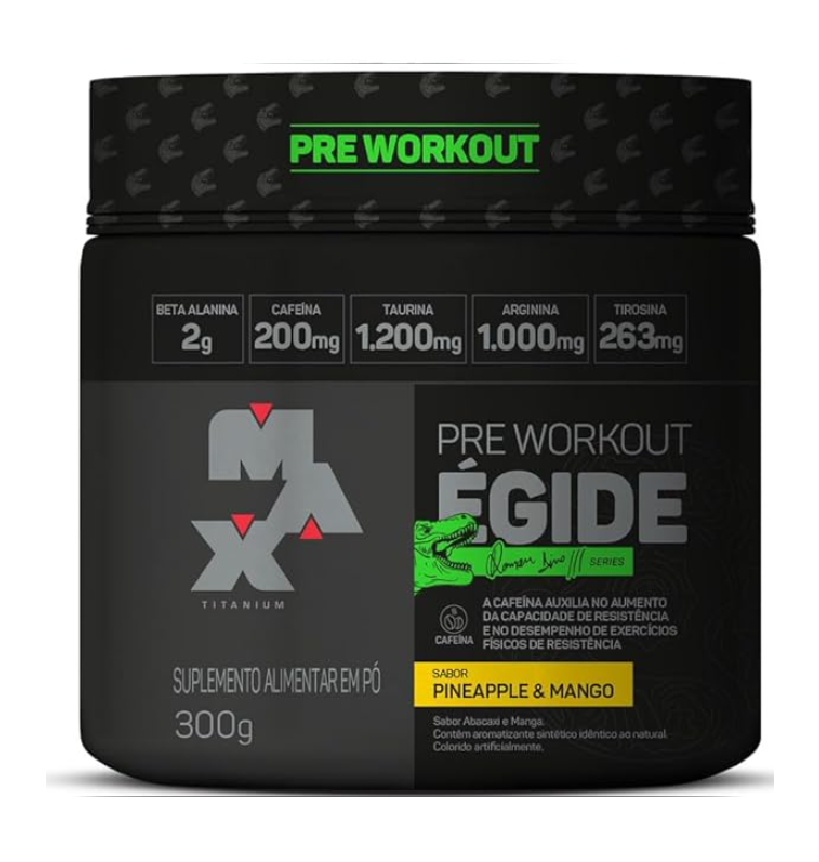 PRE WORKOUT
BETA ALANINA
2g
CAFEÍNA
200mg
TAURINA
1.200mg
ARGININA
1.000mg
TIROSINA
263mg
MAX
TITANIUM
SUPLEMENTO ALIMENTAR EM PÓ
300g
PRE WORKOUT
ÉGIDE
SERIES
CAFEÍNA
A CAFEÍNA AUXILIA NO AUMENTO
DA CAPACIDADE DE RESISTÊNCIA
E NO DESEMPENHO DE EXERCÍCIOS
FÍSICOS DE RESISTÊNCIA
SABOR
PINEAPPLE & MANGO
Sabor Abacaxi e Manga.
Contém aromatizante sintético idêntico ao natural.
Colorido artificialmente.